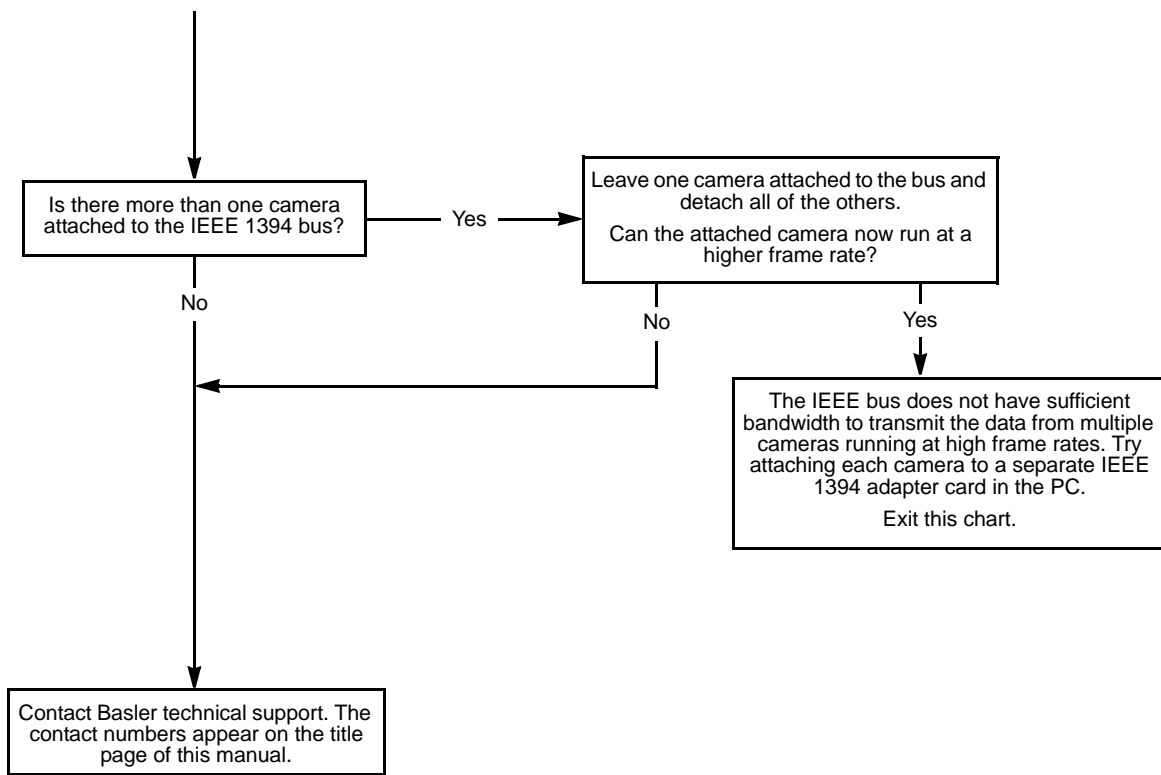 Is there more than one camera
attached to the IEEE 1394 bus?
Yes
Leave one camera attached to the bus and
detach all of the others.
Can the attached camera now run at a
higher frame rate?
No
No
Yes
The IEEE bus does not have sufficient
bandwidth to transmit the data from multiple
cameras running at high frame rates. Try
attaching each camera to a separate IEEE
1394 adapter card in the PC.
Exit this chart.
Contact Basler technical support. The
contact numbers appear on the title
page of this manual.